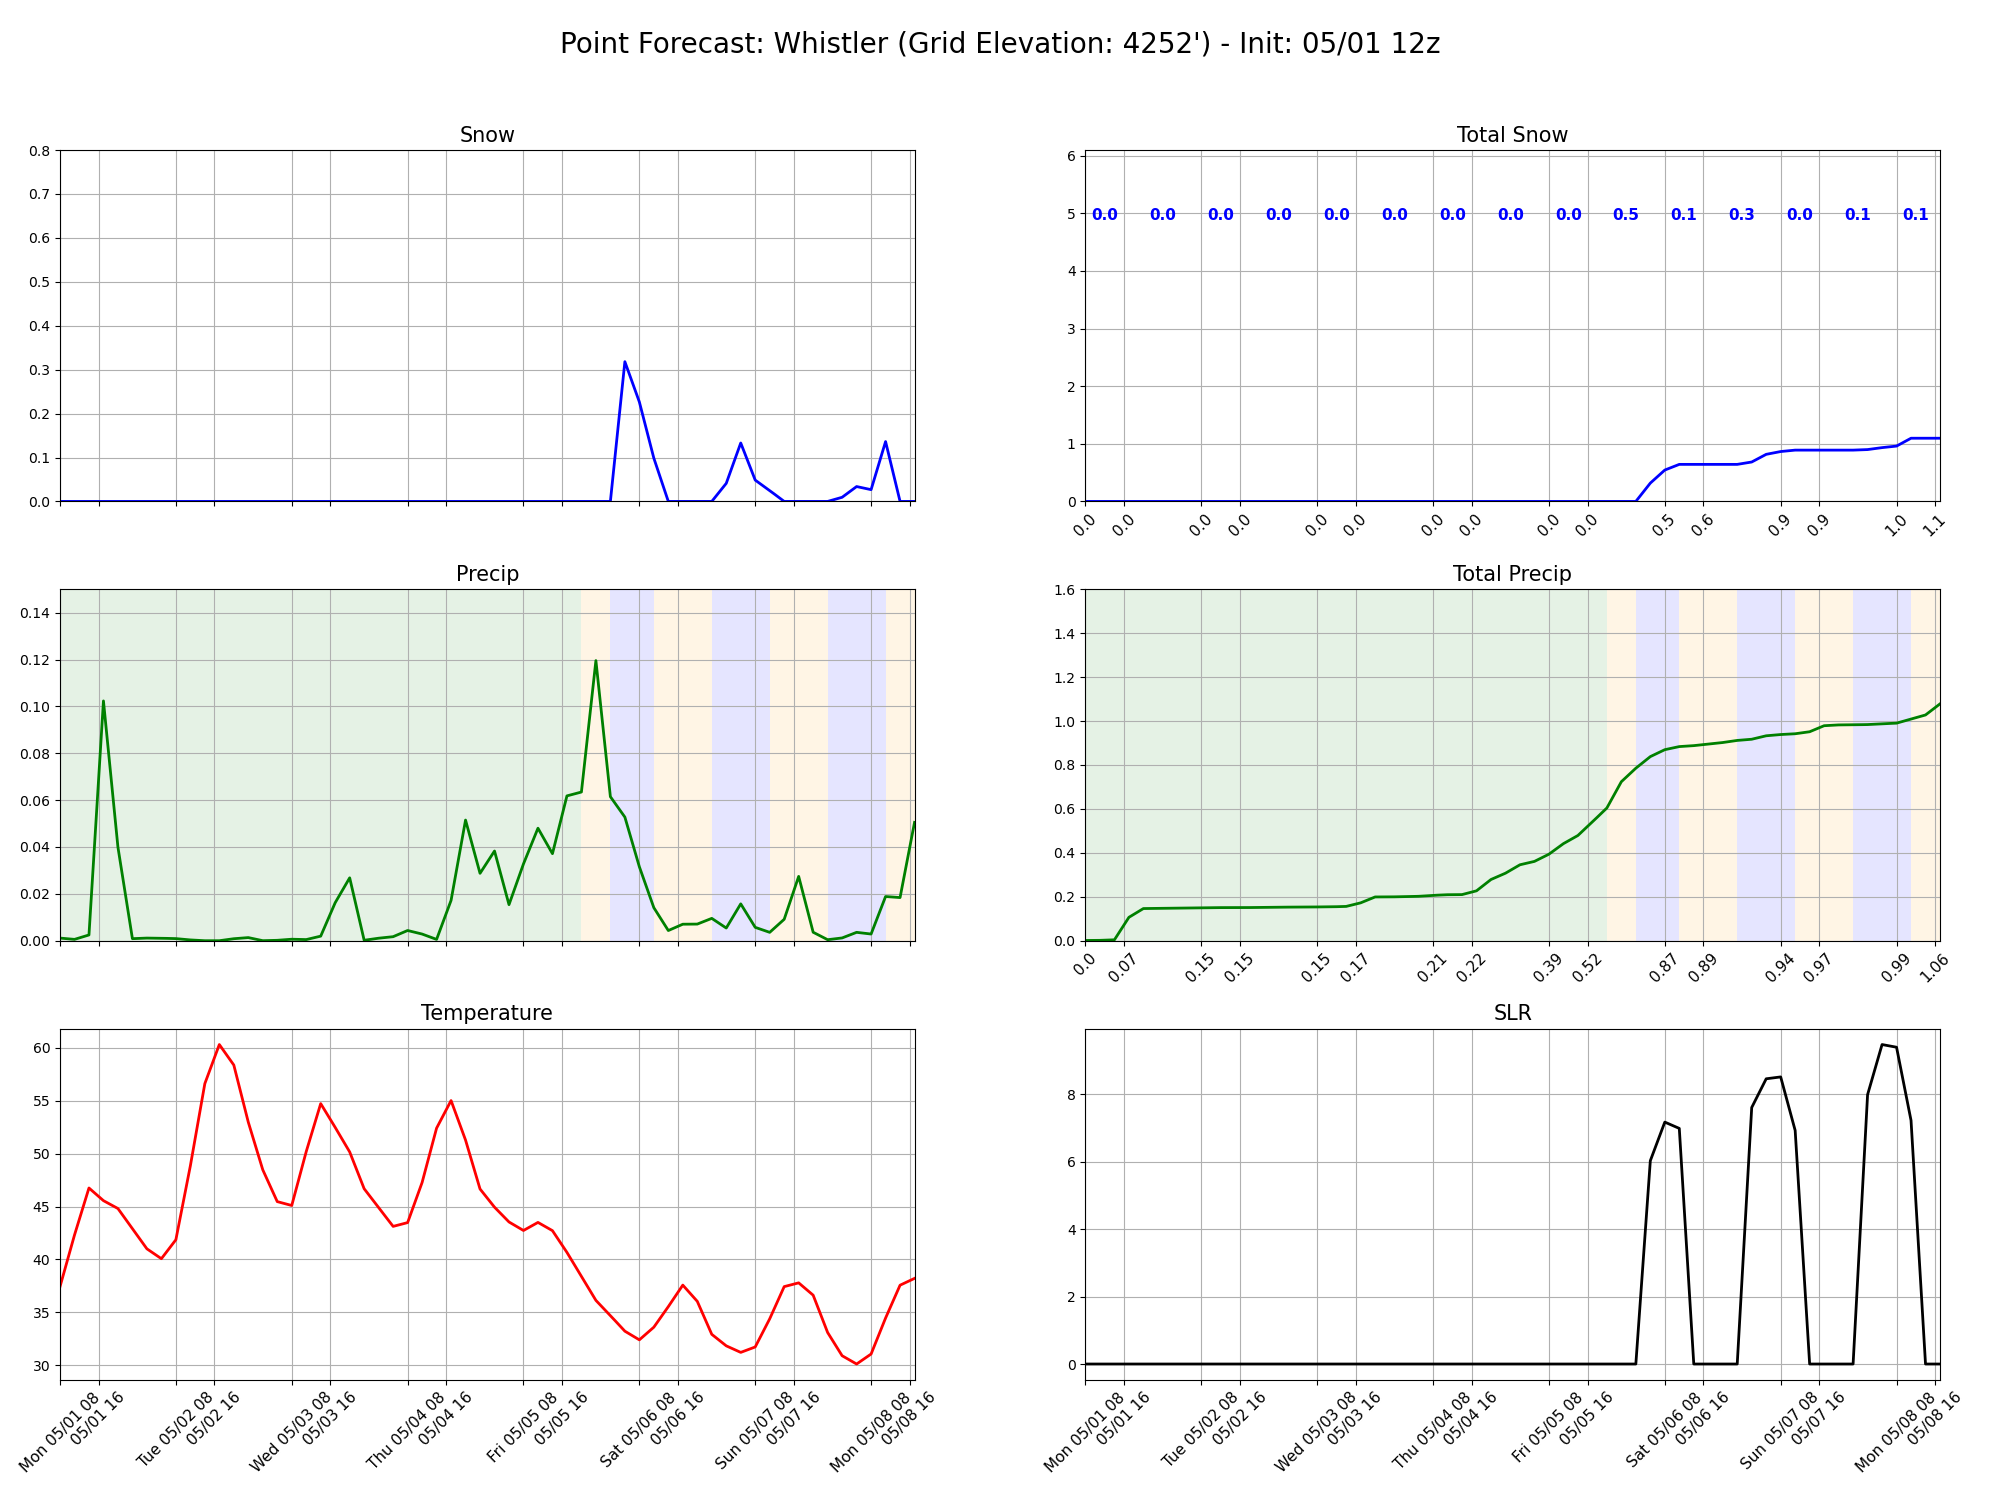 Point Forecast: Whistler (Grid Elevation: 4252') - Init: 05/01 12z
Snow
0.8
0.7
0.6
0.5
0.4
0.3
0.2
0.1
0.0
Total Snow
6
5
4
3
2
1
0
0.0 0.0 0.0 0.0 0.0 0.0 0.0 0.0 0.0 0.5 0.1 0.3 0.0 0.1 0.1
0.0 0.0 0.0 0.0 0.0 0.0 0.0 0.0 0.0 0.0 0.5 0.6 0.9 0.9 1.0 1.1
Precip
0.14
0.12
0.10
0.08
0.06
0.04
0.02
0.00
Total Precip
1.6
1.4
1.2
1.0
0.8
0.6
0.4
0.2
0.0
0.0 0.07 0.15 0.15 0.15 0.17 0.21 0.22 0.39 0.52 0.87 0.89 0.94 0.97 0.99 1.06
Temperature
60
55
50
45
40
35
30
Mon 05/01 08
05/01 16
Tue 05/02 08
05/02 16
Wed 05/03 08
05/03 16
Thu 05/04 08
05/04 16
Fri 05/05 08
05/05 16
Sat 05/06 08
05/06 16
Sun 05/07 08
05/07 16
Mon 05/08 08
05/08 16
SLR
8
6
4
2
0
Mon 05/01 08
05/01 16
Tue 05/02 08
05/02 16
Wed 05/03 08
05/03 16
Thu 05/04 08
05/04 16
Fri 05/05 08
05/05 16
Sat 05/06 08
05/06 16
Sun 05/07 08
05/07 16
Mon 05/08 08
05/08 16